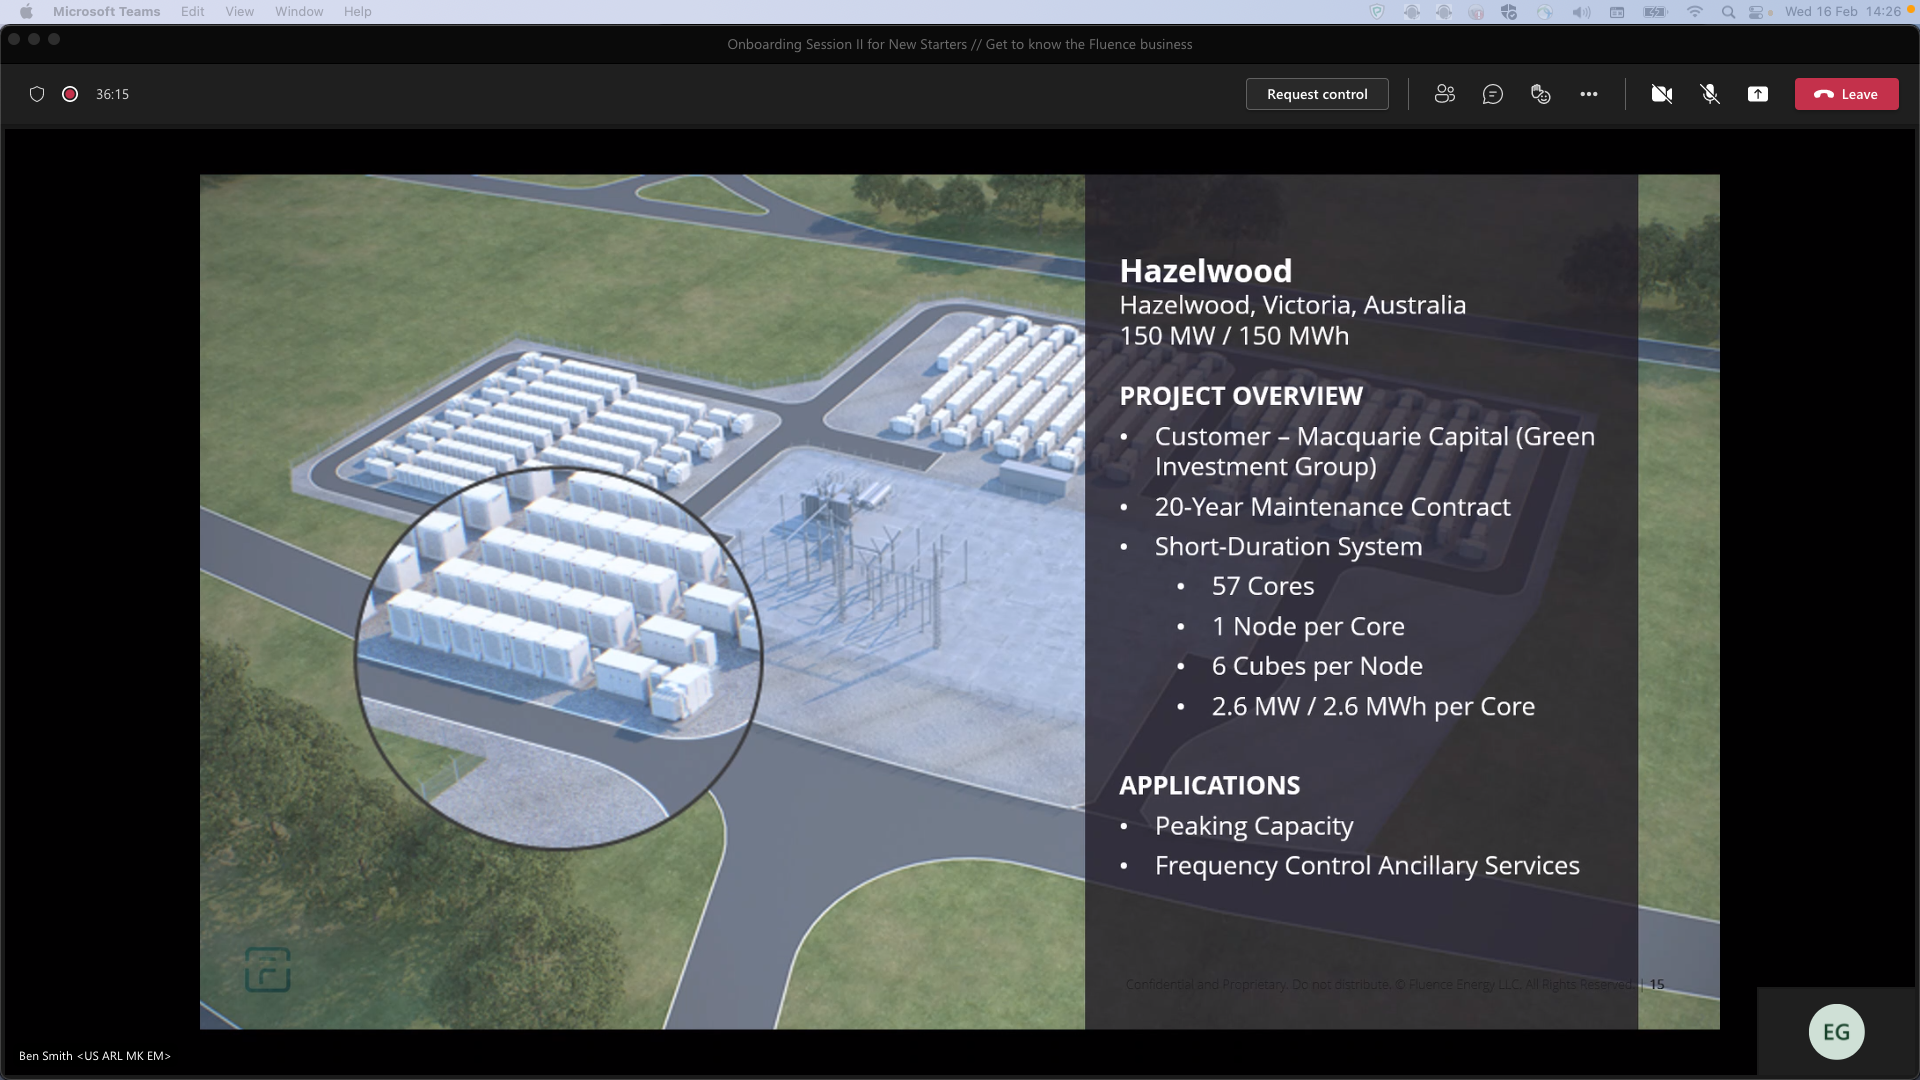 Microsoft Teams Edit View Window Help Wed 16 Feb 14:26
Onboarding Session II for New Starters // Get to know the Fluence business
36:15 Request control Leave
Hazelwood
Hazelwood, Victoria, Australia
150 MW / 150 MWh
PROJECT OVERVIEW
• Customer – Macquarie Capital (Green
Investment Group)
• 20-Year Maintenance Contract
• Short-Duration System
• 57 Cores
• 1 Node per Core
• 6 Cubes per Node
• 2.6 MW / 2.6 MWh per Core
APPLICATIONS
• Peaking Capacity
• Frequency Control Ancillary Services
Confidential and Proprietary. Do not distribute. © Fluence Energy LLC. All Rights Reserved. | 15
EG
Ben Smith <US ARL MK EM>